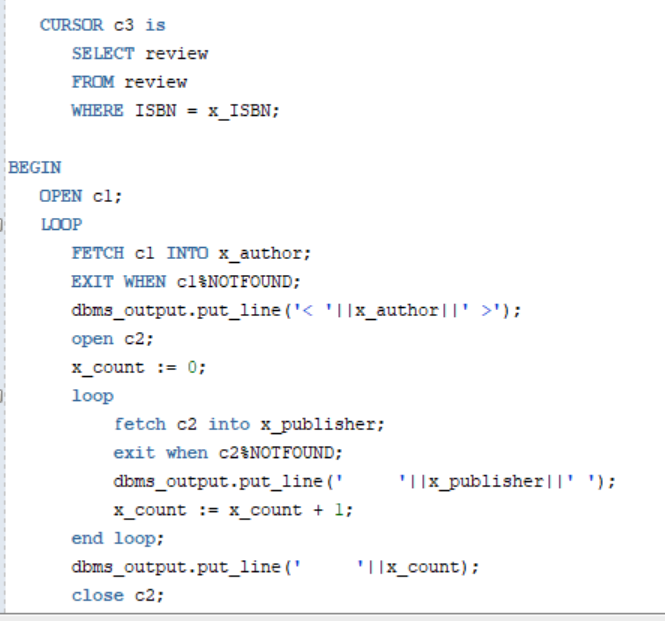 CURSOR c3 is
SELECT review
FROM review
WHERE ISBN = x_ISBN;
BEGIN
OPEN c1;
LOOP
FETCH c1 INTO x_author;
EXIT WHEN c1%NOTFOUND;
dbms_output.put_line('< '||x_author||' >');
open c2;
x_count := 0;
loop
fetch c2 into x_publisher;
exit when c2%NOTFOUND;
dbms_output.put_line('     '||x_publisher||' ');
x_count := x_count + 1;
end loop;
dbms_output.put_line('     '||x_count);
close c2;